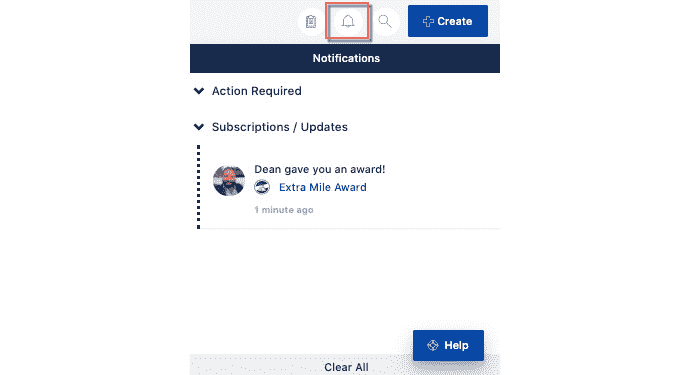 Create
Notifications
Action Required
Subscriptions / Updates
Dean gave you an award!
Extra Mile Award
1 minute ago
Help
Clear All